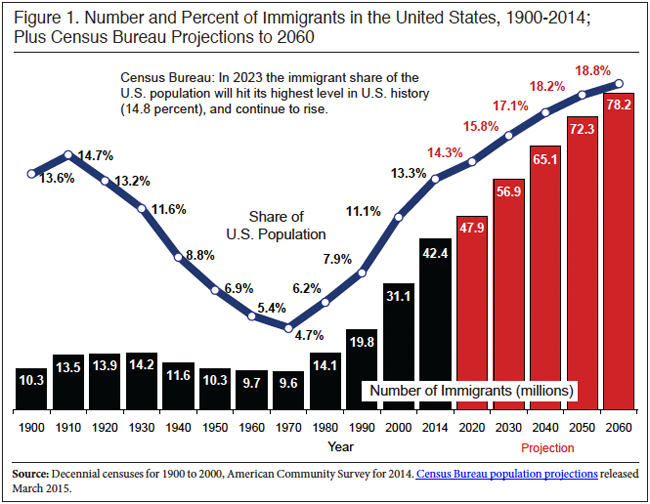 Figure 1. Number and Percent of Immigrants in the United States, 1900-2014;
Plus Census Bureau Projections to 2060
Census Bureau: In 2023 the immigrant share of the
U.S. population will hit its highest level in U.S. history
(14.8 percent), and continue to rise.
13.6%
14.7%
13.2%
11.6%
8.8%
6.9%
5.4%
4.7%
6.2%
7.9%
11.1%
13.3%
14.3%
15.8%
17.1%
18.2%
18.8%
Share of
U.S. Population
10.3
13.5
13.9
14.2
11.6
10.3
9.7
9.6
14.1
19.8
31.1
42.4
47.9
56.9
65.1
72.3
78.2
Number of Immigrants (millions)
1900 1910 1920 1930 1940 1950 1960 1970 1980 1990 2000 2014 2020 2030 2040 2050 2060
Year
Projection
Source: Decennial censuses for 1900 to 2000, American Community Survey for 2014. Census Bureau population projections released
March 2015.